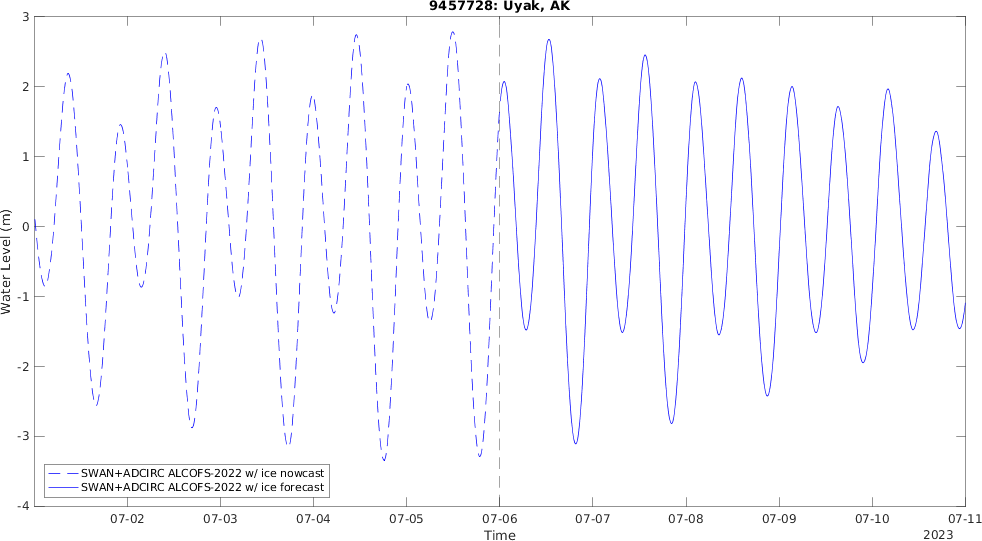 9457728: Uyak, AK
3
2
1
0
-1
-2
-3
-4
Water Level (m)
SWAN+ADCIRC ALCOFS-2022 w/ ice nowcast
SWAN+ADCIRC ALCOFS-2022 w/ ice forecast
07-02 07-03 07-04 07-05 07-06 07-07 07-08 07-09 07-10 07-11
Time
2023